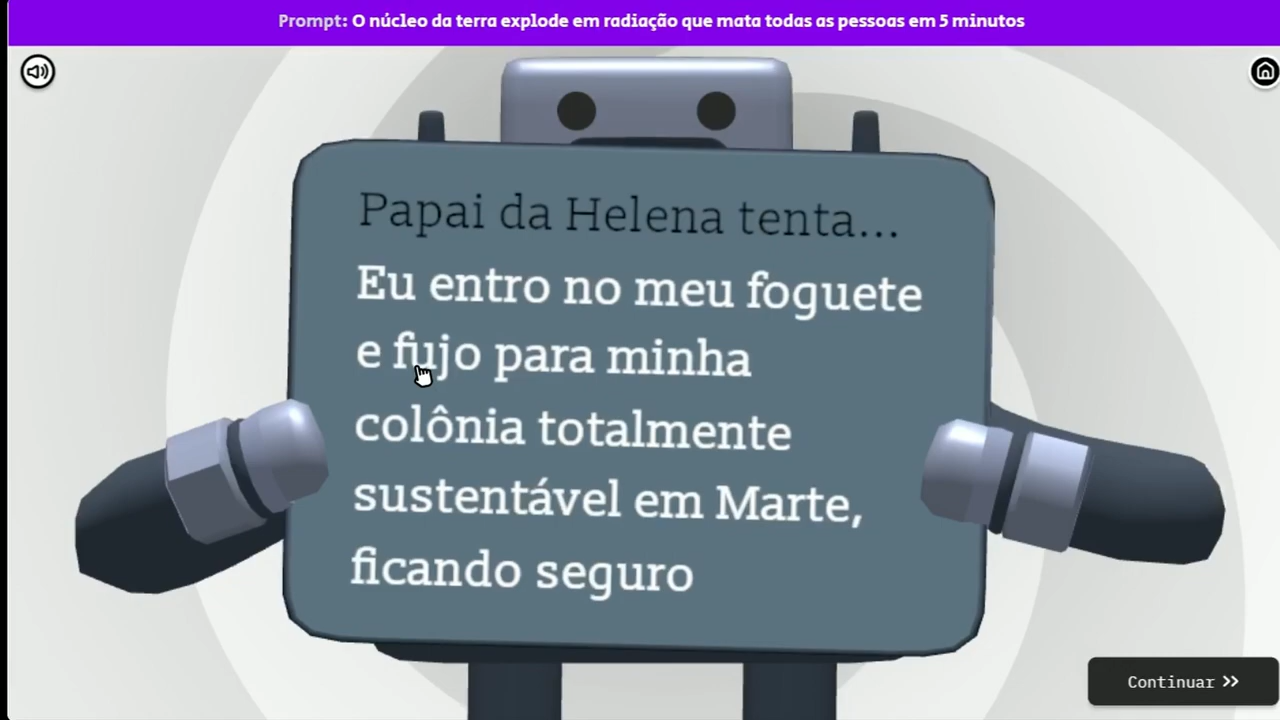 Prompt: O núcleo da terra explode em radiação que mata todas as pessoas em 5 minutos
Papai da Helena tenta...
Eu entro no meu foguete
e fujo para minha
colônia totalmente
sustentável em Marte,
ficando seguro
Continuar >>